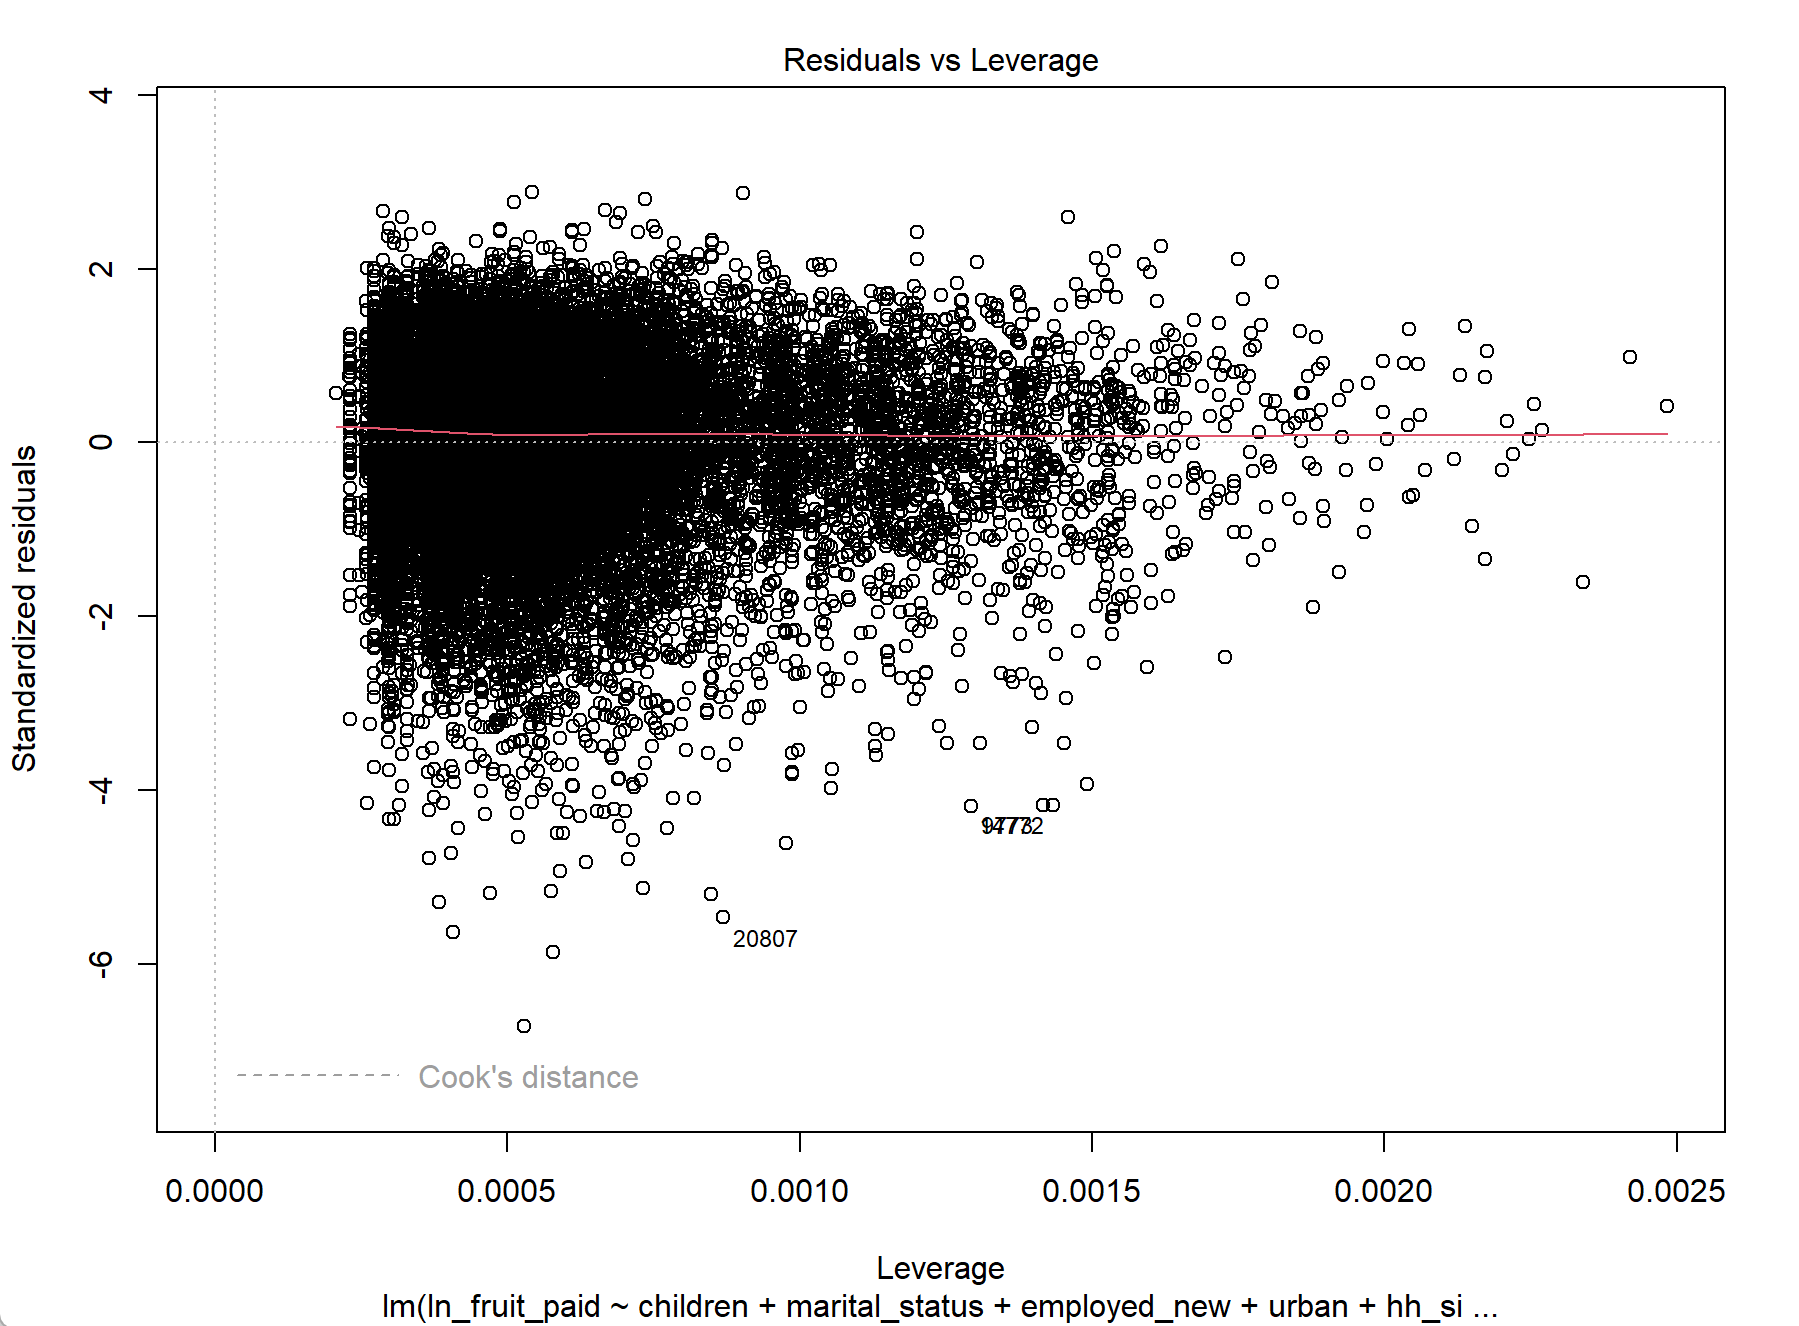 Residuals vs Leverage
4
2
0
-2
-4
-6
Standardized residuals
20807
Cook's distance
0.0000 0.0005 0.0010 0.0015 0.0020 0.0025
Leverage
lm(ln_fruit_paid ~ children + marital_status + employed_new + urban + hh_si ...